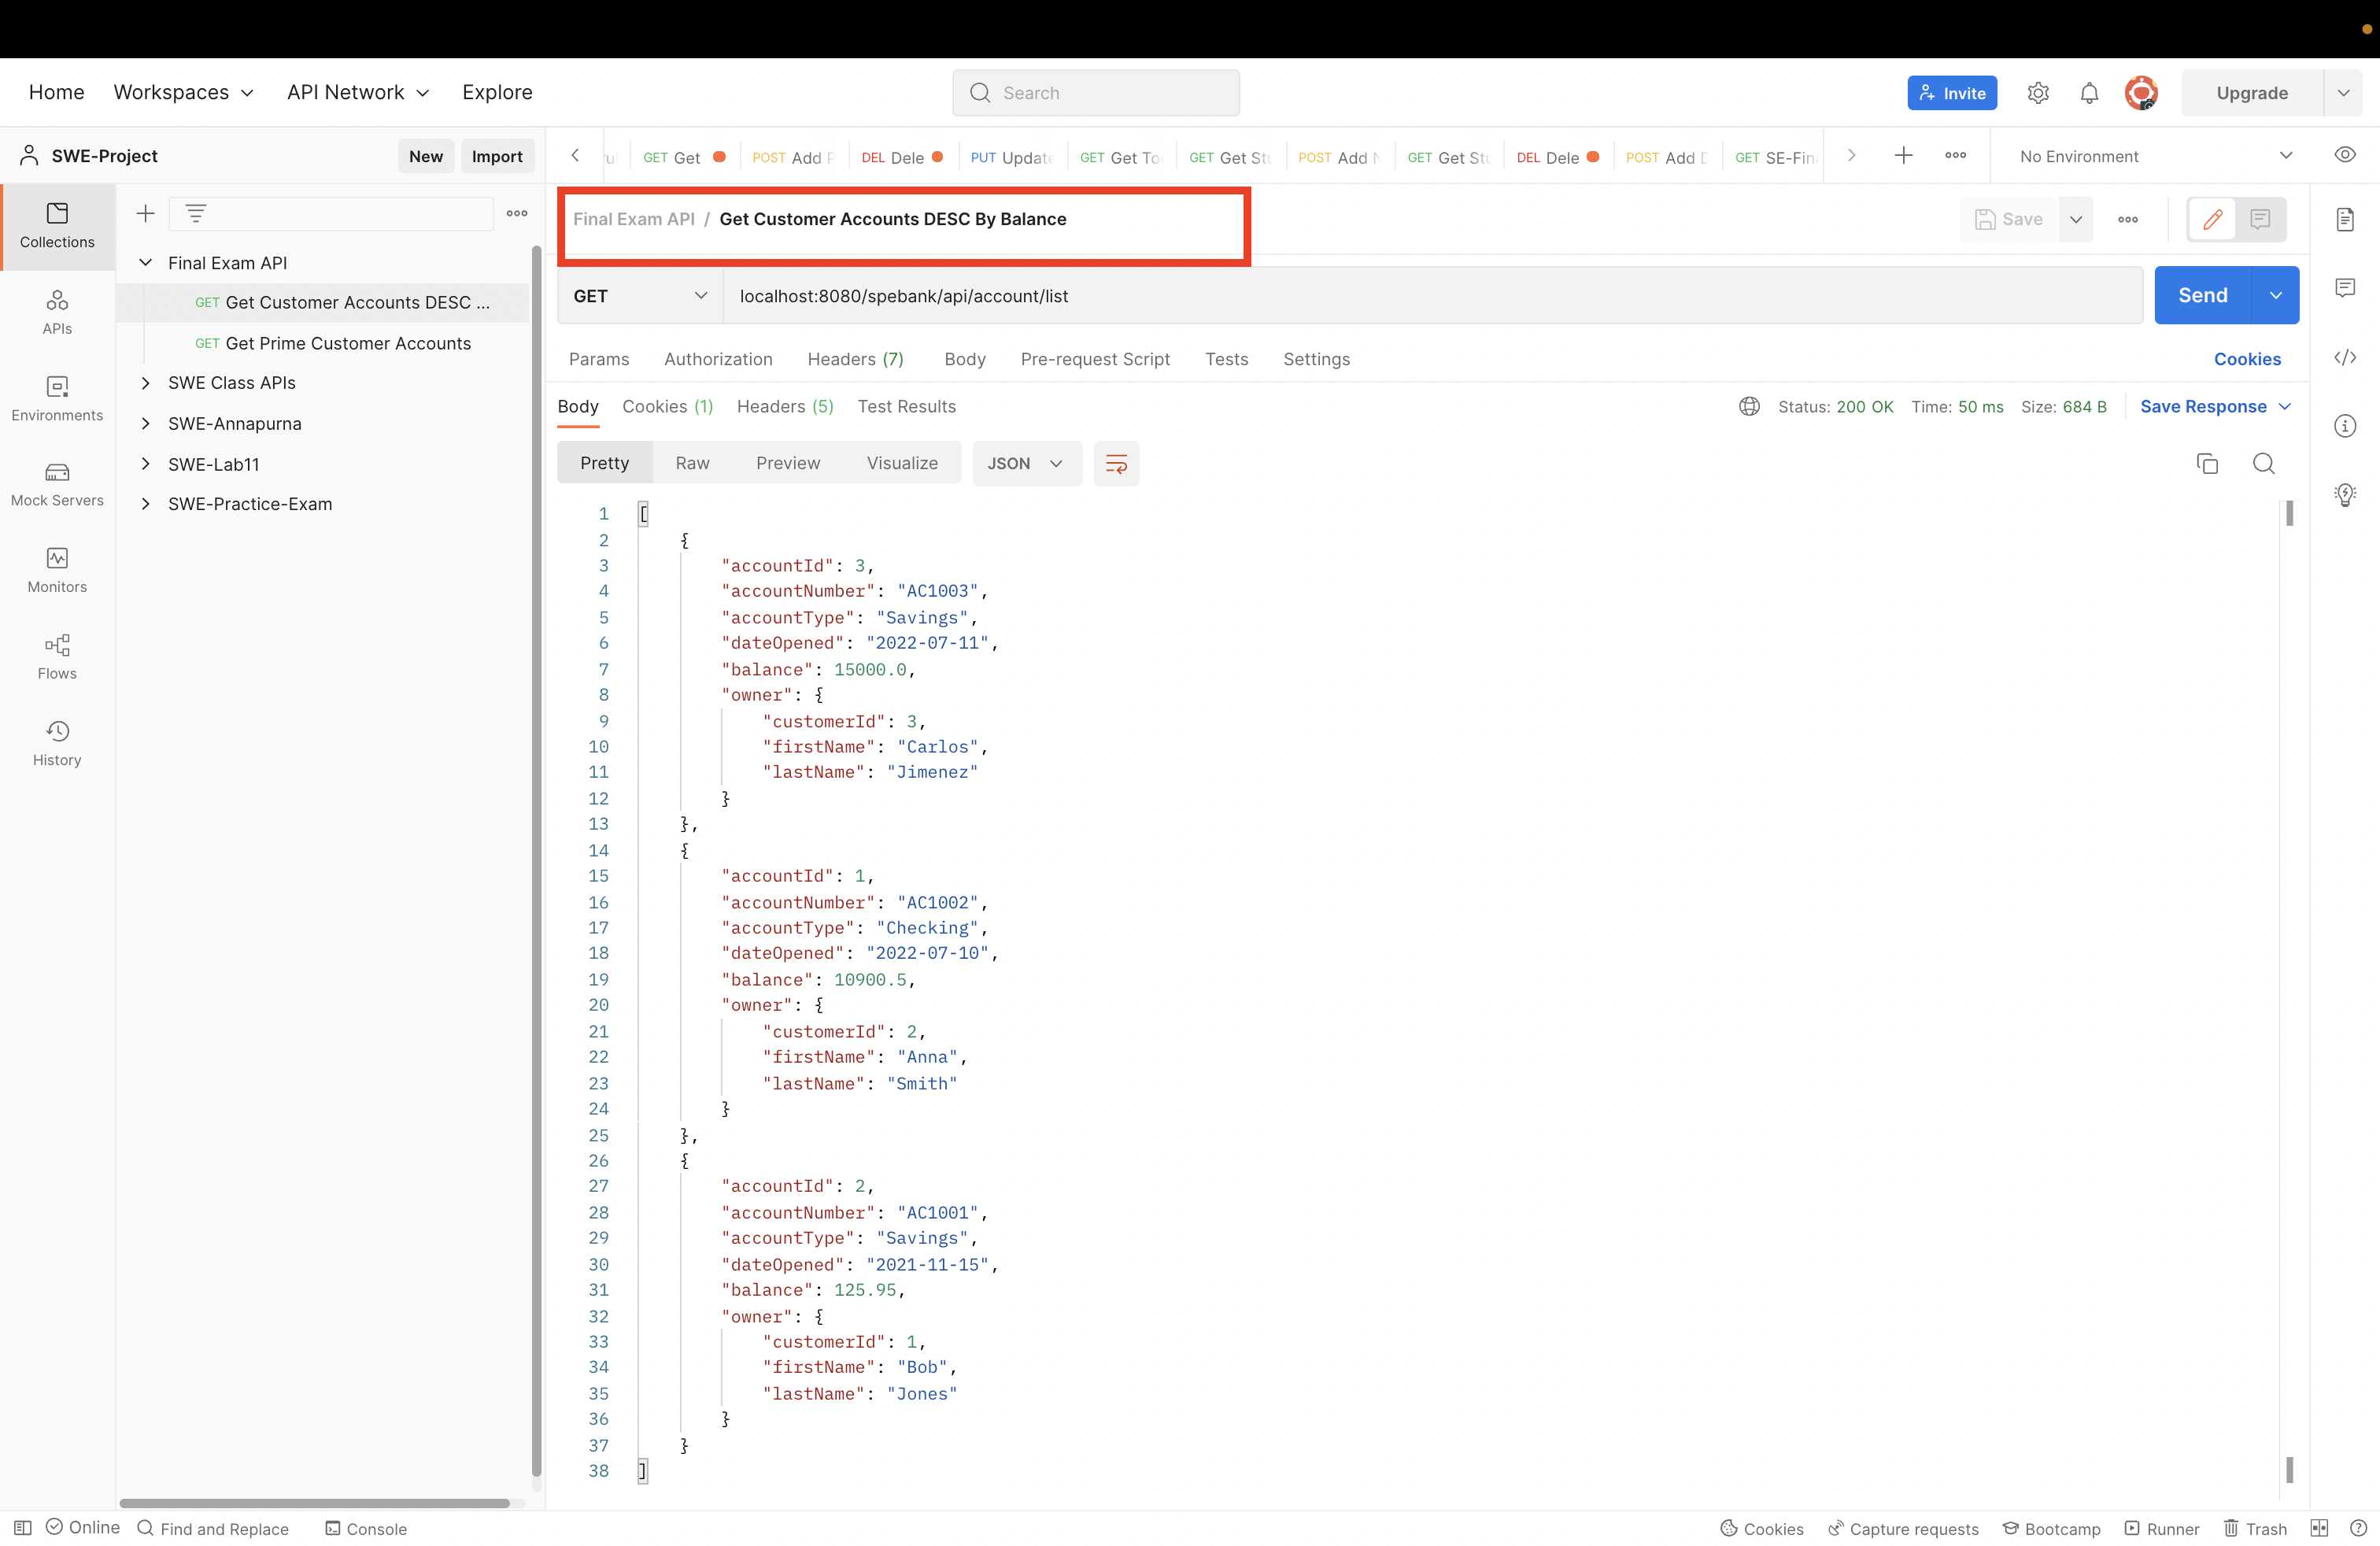 Home Workspaces API Network Explore Search Invite Upgrade
SWE-Project New Import GET Get POST Add DEL Dele PUT Update GET Get To GET Get Stu POST Add GET Get Stu DEL Dele POST Add GET SE-Fin No Environment
Collections
APIs
Environments
Mock Servers
Monitors
Flows
History
Final Exam API
GET Get Customer Accounts DESC ...
GET Get Prime Customer Accounts
SWE Class APIs
SWE-Annapurna
SWE-Lab11
SWE-Practice-Exam
Final Exam API / Get Customer Accounts DESC By Balance Save
GET localhost:8080/spebank/api/account/list Send
Params Authorization Headers (7) Body Pre-request Script Tests Settings Cookies
Body Cookies (1) Headers (5) Test Results Status: 200 OK Time: 50 ms Size: 684 B Save Response
Pretty Raw Preview Visualize JSON
1 [
2 {
3 "accountId": 3,
4 "accountNumber": "AC1003",
5 "accountType": "Savings",
6 "dateOpened": "2022-07-11",
7 "balance": 15000.0,
8 "owner": {
9 "customerId": 3,
10 "firstName": "Carlos",
11 "lastName": "Jimenez"
12 }
13 },
14 {
15 "accountId": 1,
16 "accountNumber": "AC1002",
17 "accountType": "Checking",
18 "dateOpened": "2022-07-10",
19 "balance": 10900.5,
20 "owner": {
21 "customerId": 2,
22 "firstName": "Anna",
23 "lastName": "Smith"
24 }
25 },
26 {
27 "accountId": 2,
28 "accountNumber": "AC1001",
29 "accountType": "Savings",
30 "dateOpened": "2021-11-15",
31 "balance": 125.95,
32 "owner": {
33 "customerId": 1,
34 "firstName": "Bob",
35 "lastName": "Jones"
36 }
37 }
38 ]
Online Find and Replace Console Cookies Capture requests Bootcamp Runner Trash